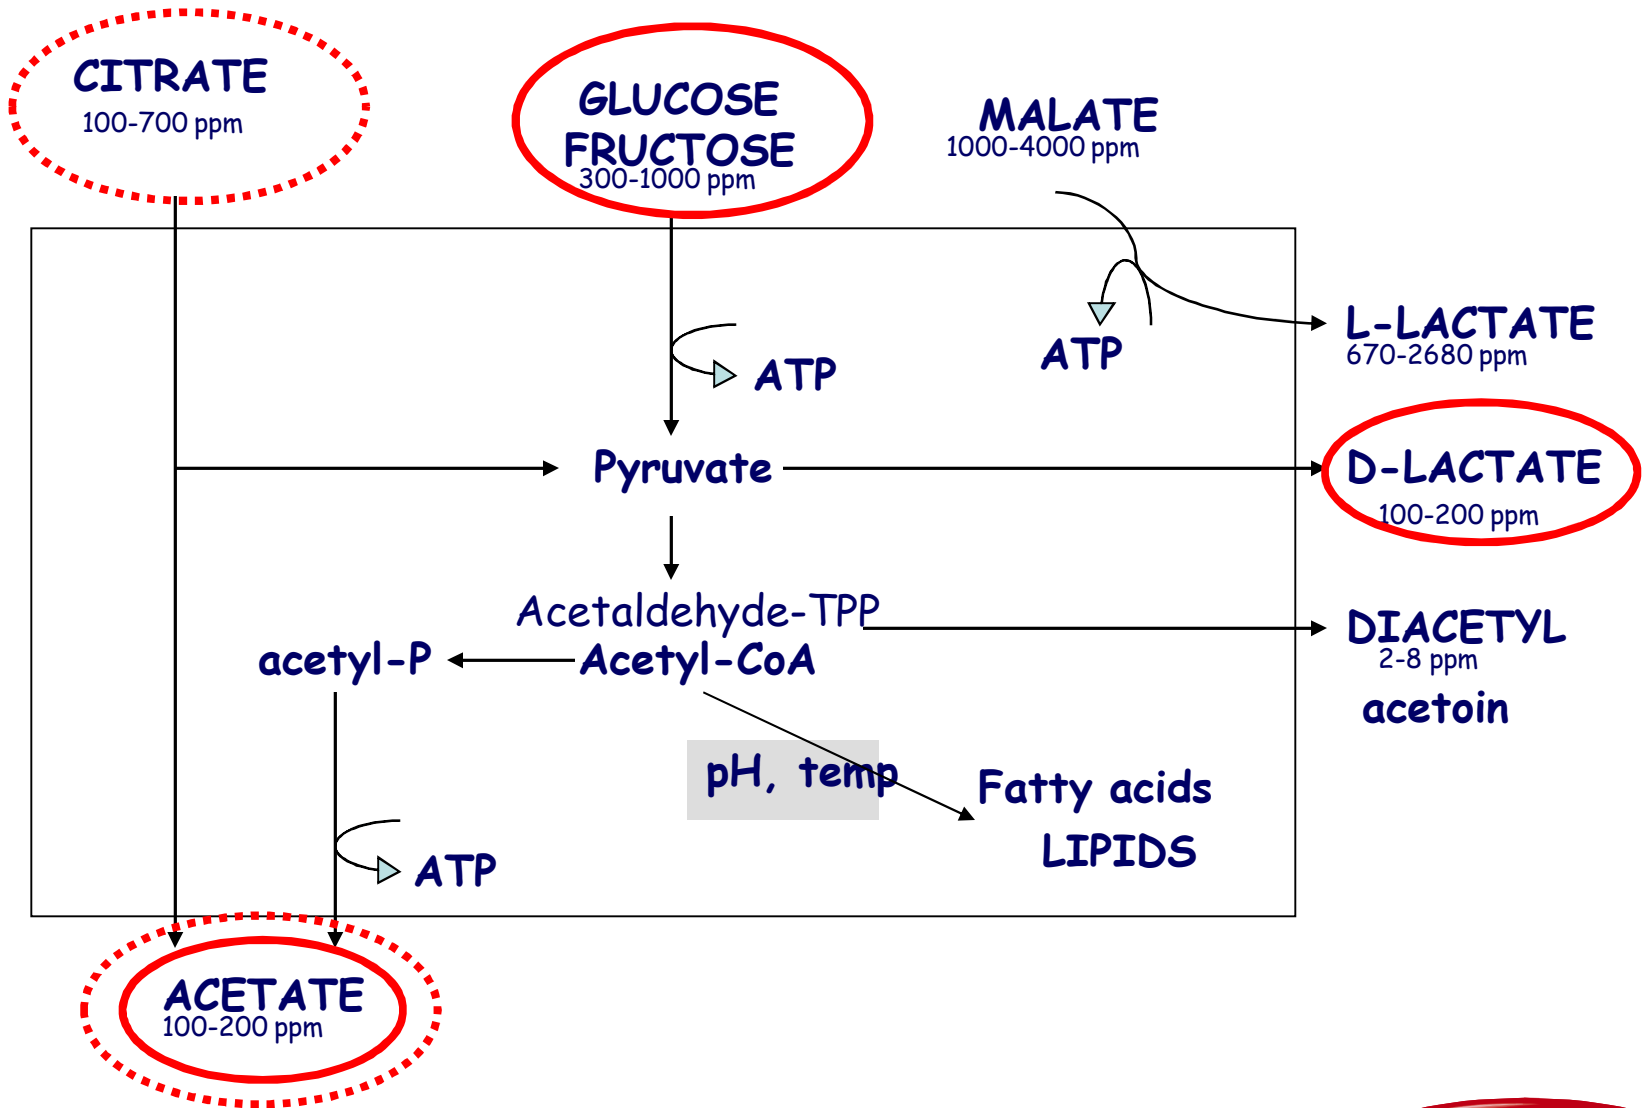 CITRATE
100-700 ppm
GLUCOSE
FRUCTOSE
300-1000 ppm
MALATE
1000-4000 ppm
L-LACTATE
670-2680 ppm
ATP
ATP
Pyruvate
D-LACTATE
100-200 ppm
Acetaldehyde-TPP
acetyl-P
Acetyl-CoA
DIACETYL
2-8 ppm
acetoin
pH, temp
Fatty acids
LIPIDS
ATP
ACETATE
100-200 ppm